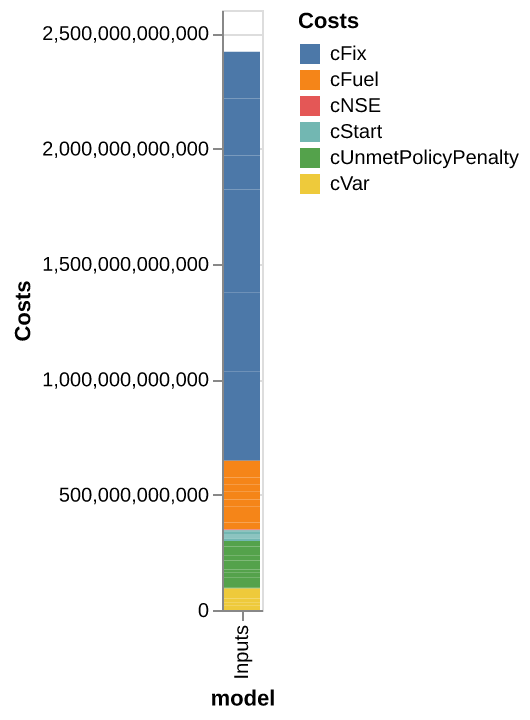 Costs
cFix
cFuel
cNSE
cStart
cUnmetPolicyPenalty
cVar
2,500,000,000,000
2,000,000,000,000
1,500,000,000,000
1,000,000,000,000
500,000,000,000
0
Costs
Inputs
model